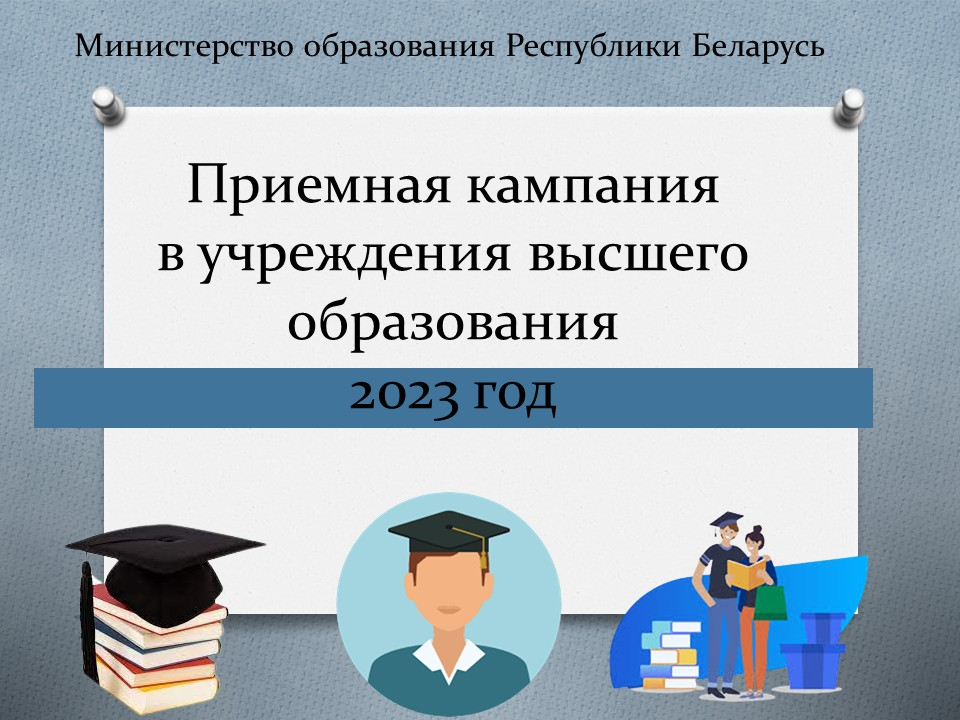 Министерство образования Республики Беларусь
Приемная кампания
в учреждения высшего
образования
2023 год